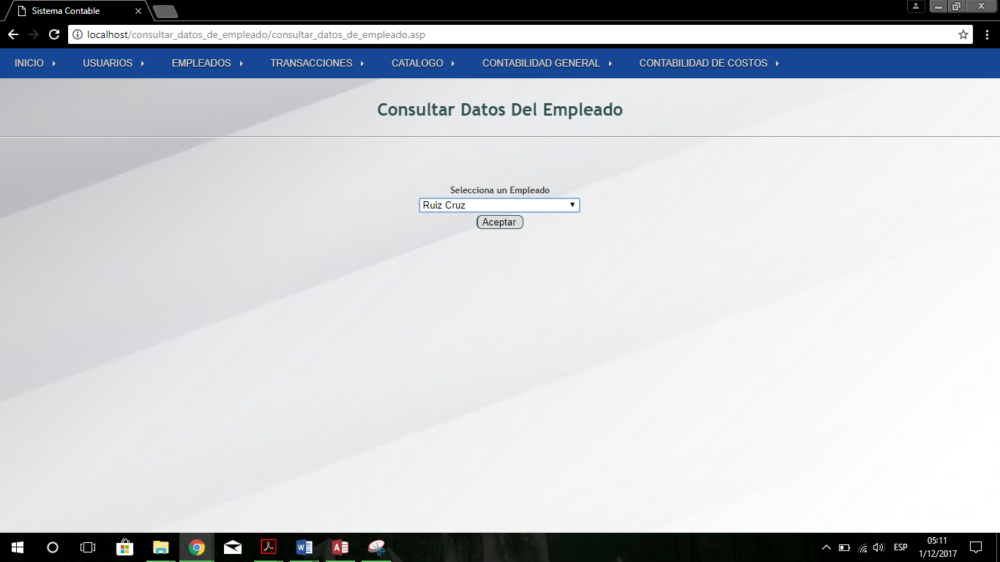 Sistema Contable
localhost/consultar_datos_de_empleado/consultar_datos_de_empleado.asp
INICIO USUARIOS EMPLEADOS TRANSACCIONES CATALOGO CONTABILIDAD GENERAL CONTABILIDAD DE COSTOS
Consultar Datos Del Empleado
Selecciona un Empleado
Ruiz Cruz
Aceptar
ESP
05:11
1/12/2017